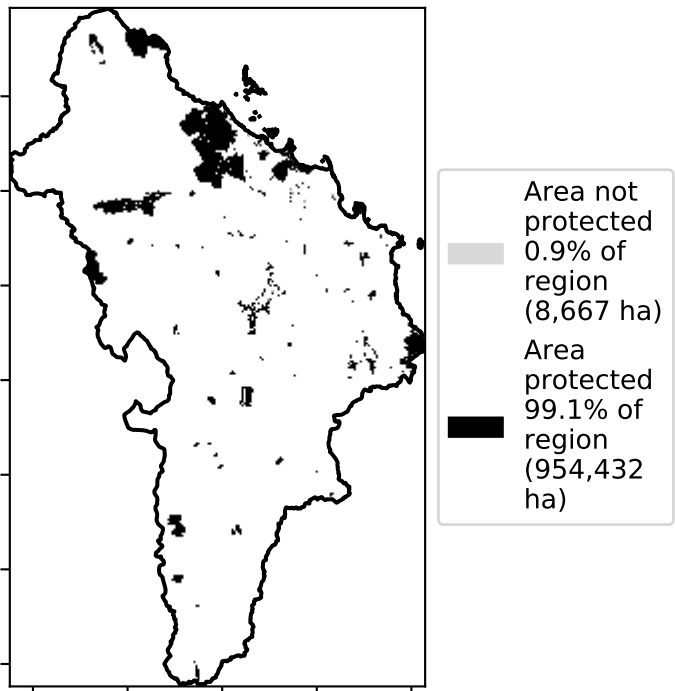 Area not
protected
0.9% of
region
(8,667 ha)
Area
protected
99.1% of
region
(954,432
ha)